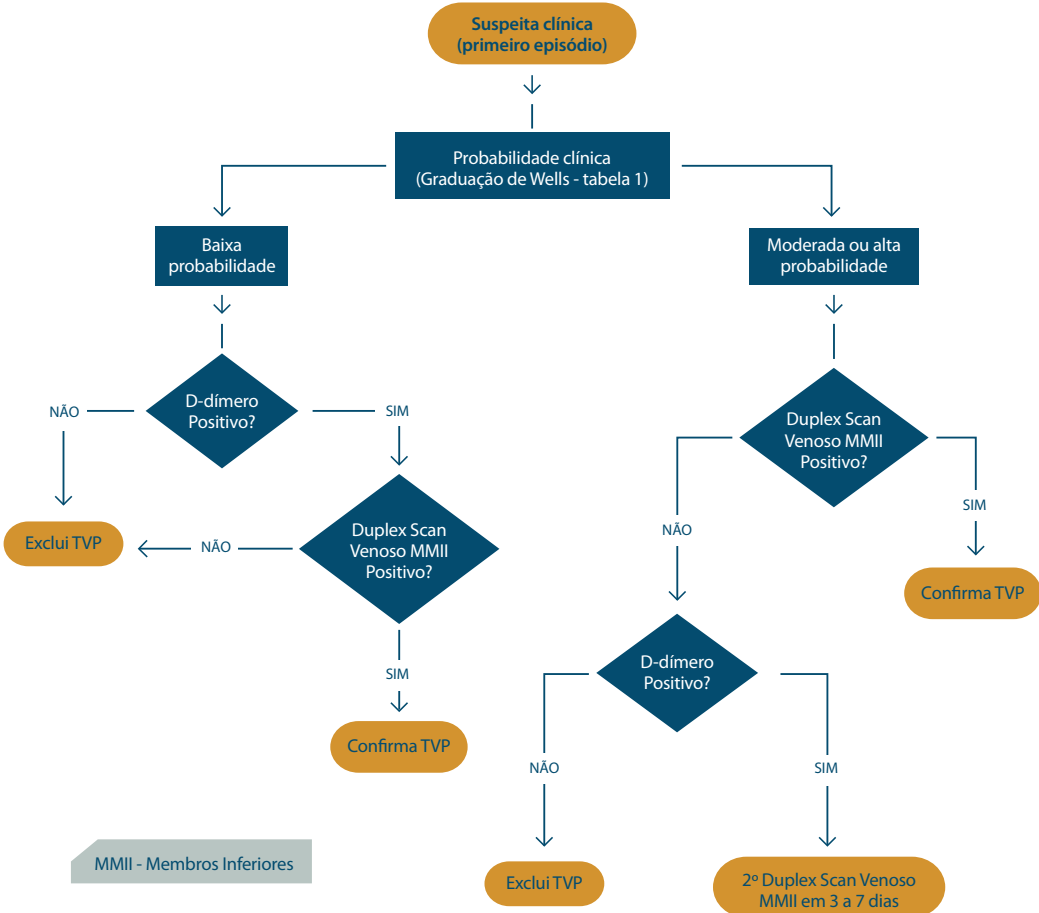 Suspeita clínica
(primeiro episódio)
Probabilidade clínica
(Graduação de Wells - tabela 1)
Baixa
probabilidade
Moderada ou alta
probabilidade
D-dímero
Positivo?
NÃO
SIM
Duplex Scan
Venoso MMII
Positivo?
NÃO
SIM
Exclui TVP
NÃO
Duplex Scan
Venoso MMII
Positivo?
Confirma TVP
SIM
Confirma TVP
D-dímero
Positivo?
NÃO
SIM
MMII - Membros Inferiores
Exclui TVP
2º Duplex Scan Venoso
MMII em 3 a 7 dias